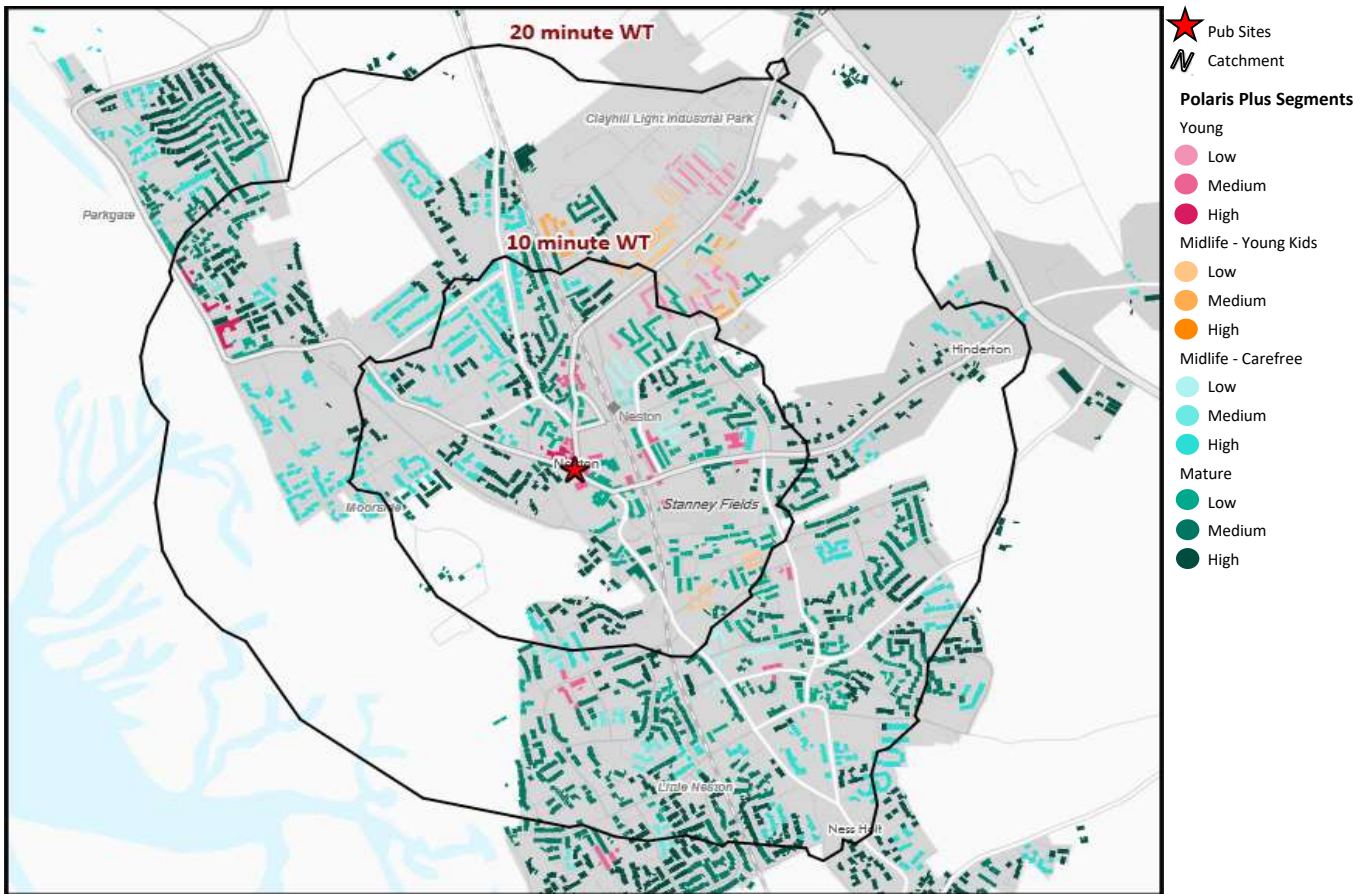 20 minute WT
Clayhill Light Industrial Park
Parkgate
10 minute WT
Hinderton
Neston
Neston
Stanney Fields
Moorside
Little Neston
Ness Holt
Pub Sites
Catchment
Polaris Plus Segments
Young
Low
Medium
High
Midlife - Young Kids
Low
Medium
High
Midlife - Carefree
Low
Medium
High
Mature
Low
Medium
High